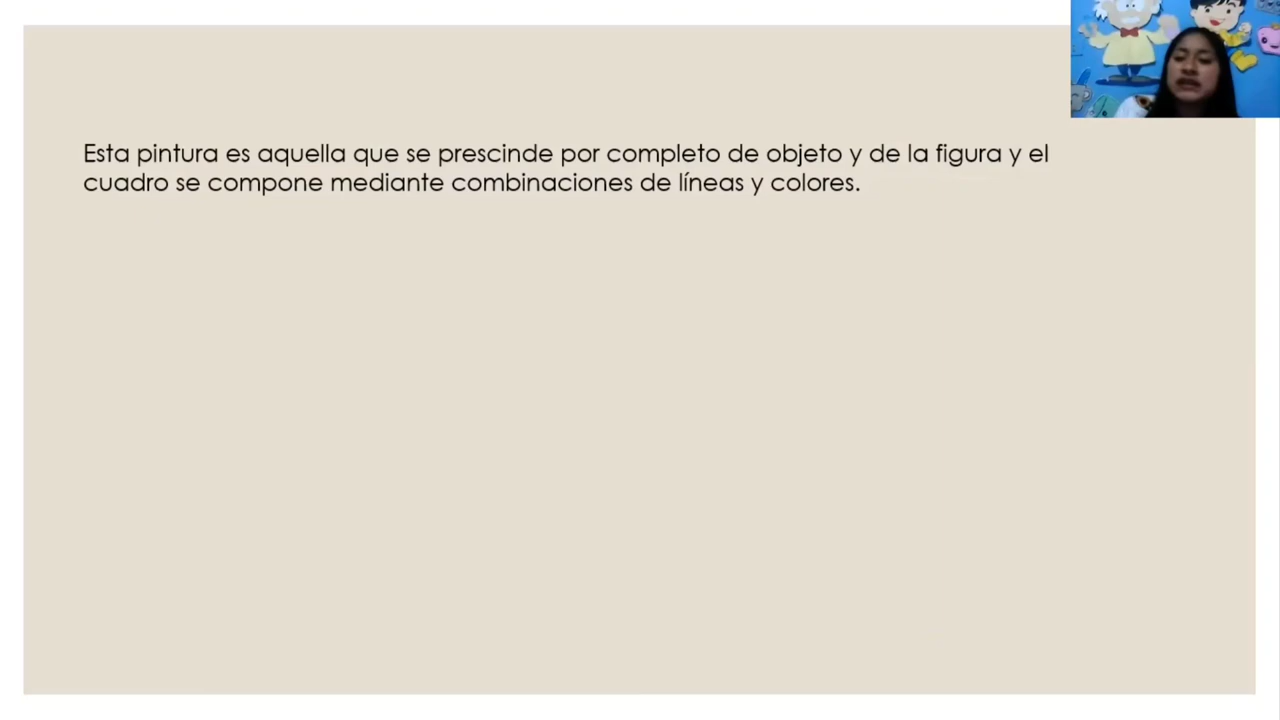 Esta pintura es aquella que se prescinde por completo de objeto y de la figura y el
cuadro se compone mediante combinaciones de líneas y colores.